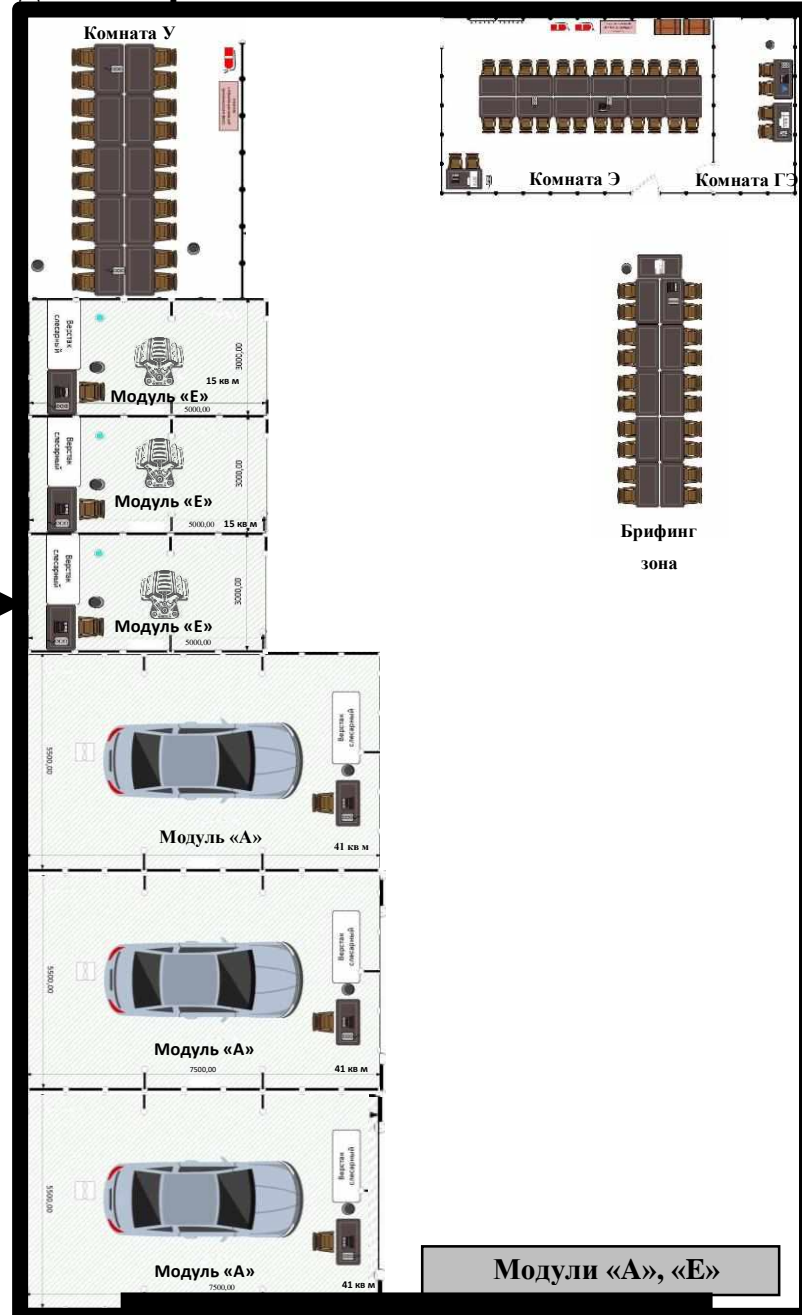 Комната У
Комната Э
Комната ГЭ
Верстак
слесарный
3000,00
15 кв м
Модуль «Е»
5000,00
Верстак
слесарный
3000,00
Модуль «Е»
5000,00
15 кв м
Верстак
слесарный
3000,00
Модуль «Е»
5000,00
Брифинг
зона
Верстак
слесарный
5500,00
Модуль «А»
41 кв м
Верстак
слесарный
5500,00
Модуль «А»
7500,00
41 кв м
Верстак
слесарный
5500,00
Модуль «А»
7500,00
41 кв м
Модули «А», «Е»